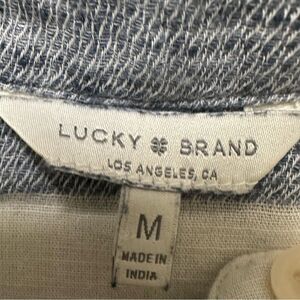 LUCKY BRAND
LOS ANGELES, CA
M
MADE IN
INDIA